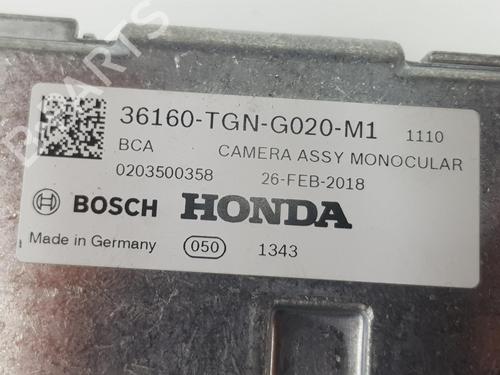 36160-TGN-G020-M1 1110
BCA CAMERA ASSY MONOCULAR
0203500358 26-FEB-2018
BOSCH HONDA
Made in Germany 050 1343